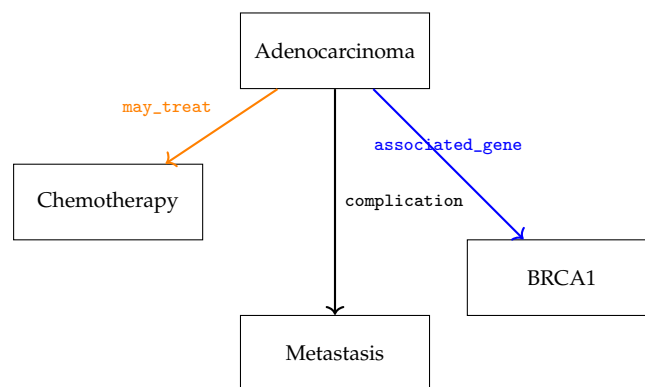 Adenocarcinoma
may_treat
associated_gene
Chemotherapy
complication
BRCA1
Metastasis